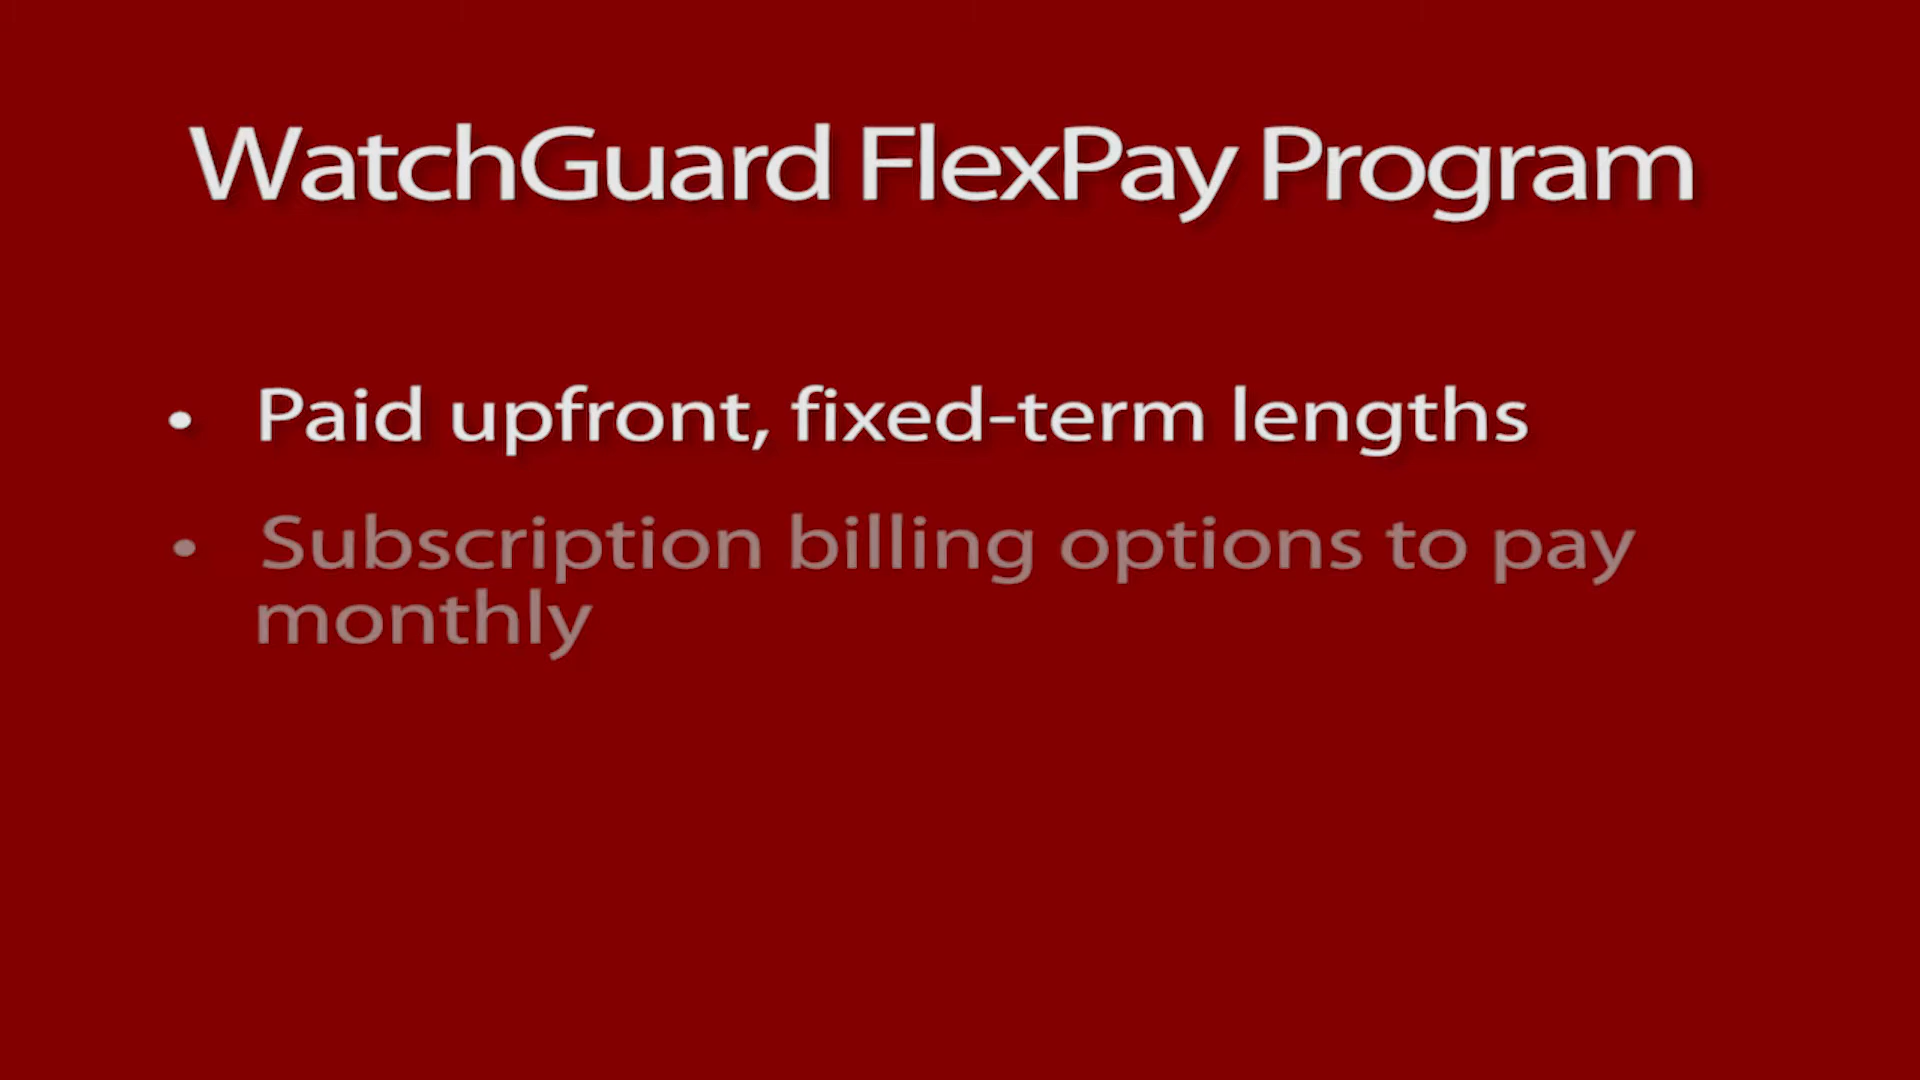 WatchGuard FlexPay Program
• Paid upfront, fixed-term lengths
• Subscription billing options to pay
monthly